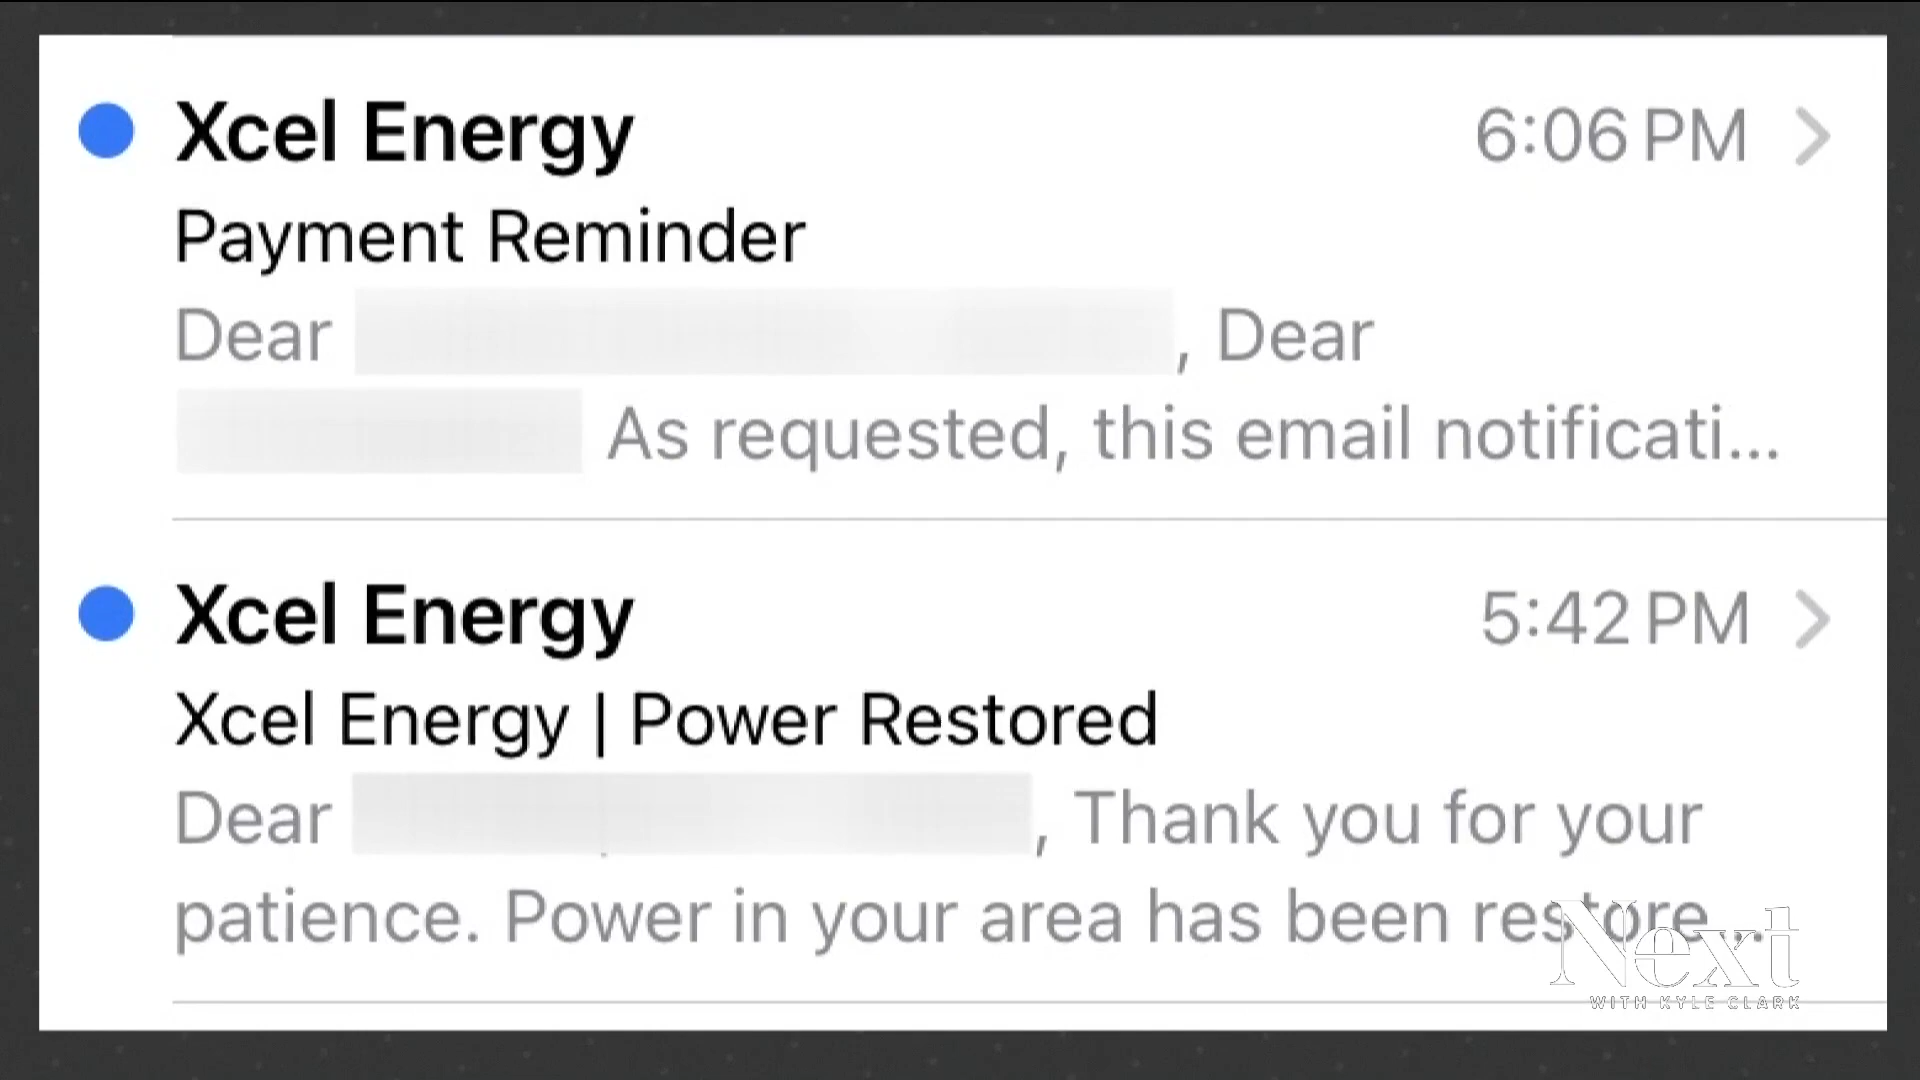 Xcel Energy 6:06 PM
Payment Reminder
Dear , Dear
As requested, this email notificati...
Xcel Energy 5:42 PM
Xcel Energy | Power Restored
Dear , Thank you for your
patience. Power in your area has been restore...
Next
WITH KYLE CLARK